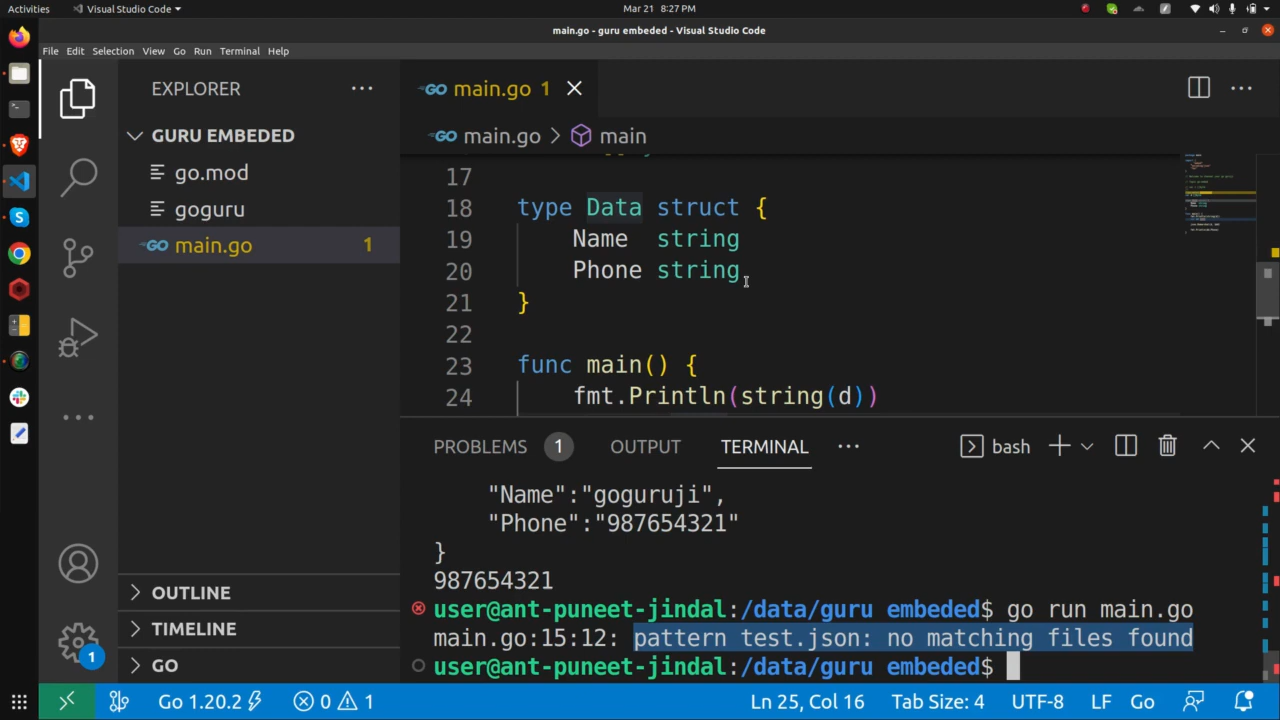 Activities Visual Studio Code Mar 21 8:27 PM
main.go - guru embeded - Visual Studio Code
File Edit Selection View Go Run Terminal Help
EXPLORER
GURU EMBEDED
go.mod
goguru
main.go 1
OUTLINE
TIMELINE
GO
1
main.go 1
main.go > main
17
18 type Data struct {
19 Name string
20 Phone string
21 }
22
23 func main() {
24 fmt.Println(string(d))
PROBLEMS 1 OUTPUT TERMINAL bash
"Name":"goguruji",
"Phone":"987654321"
}
987654321
user@ant-puneet-jindal:/data/guru embeded$ go run main.go
main.go:15:12: pattern test.json: no matching files found
user@ant-puneet-jindal:/data/guru embeded$
Go 1.20.2 0 1 Ln 25, Col 16 Tab Size: 4 UTF-8 LF Go